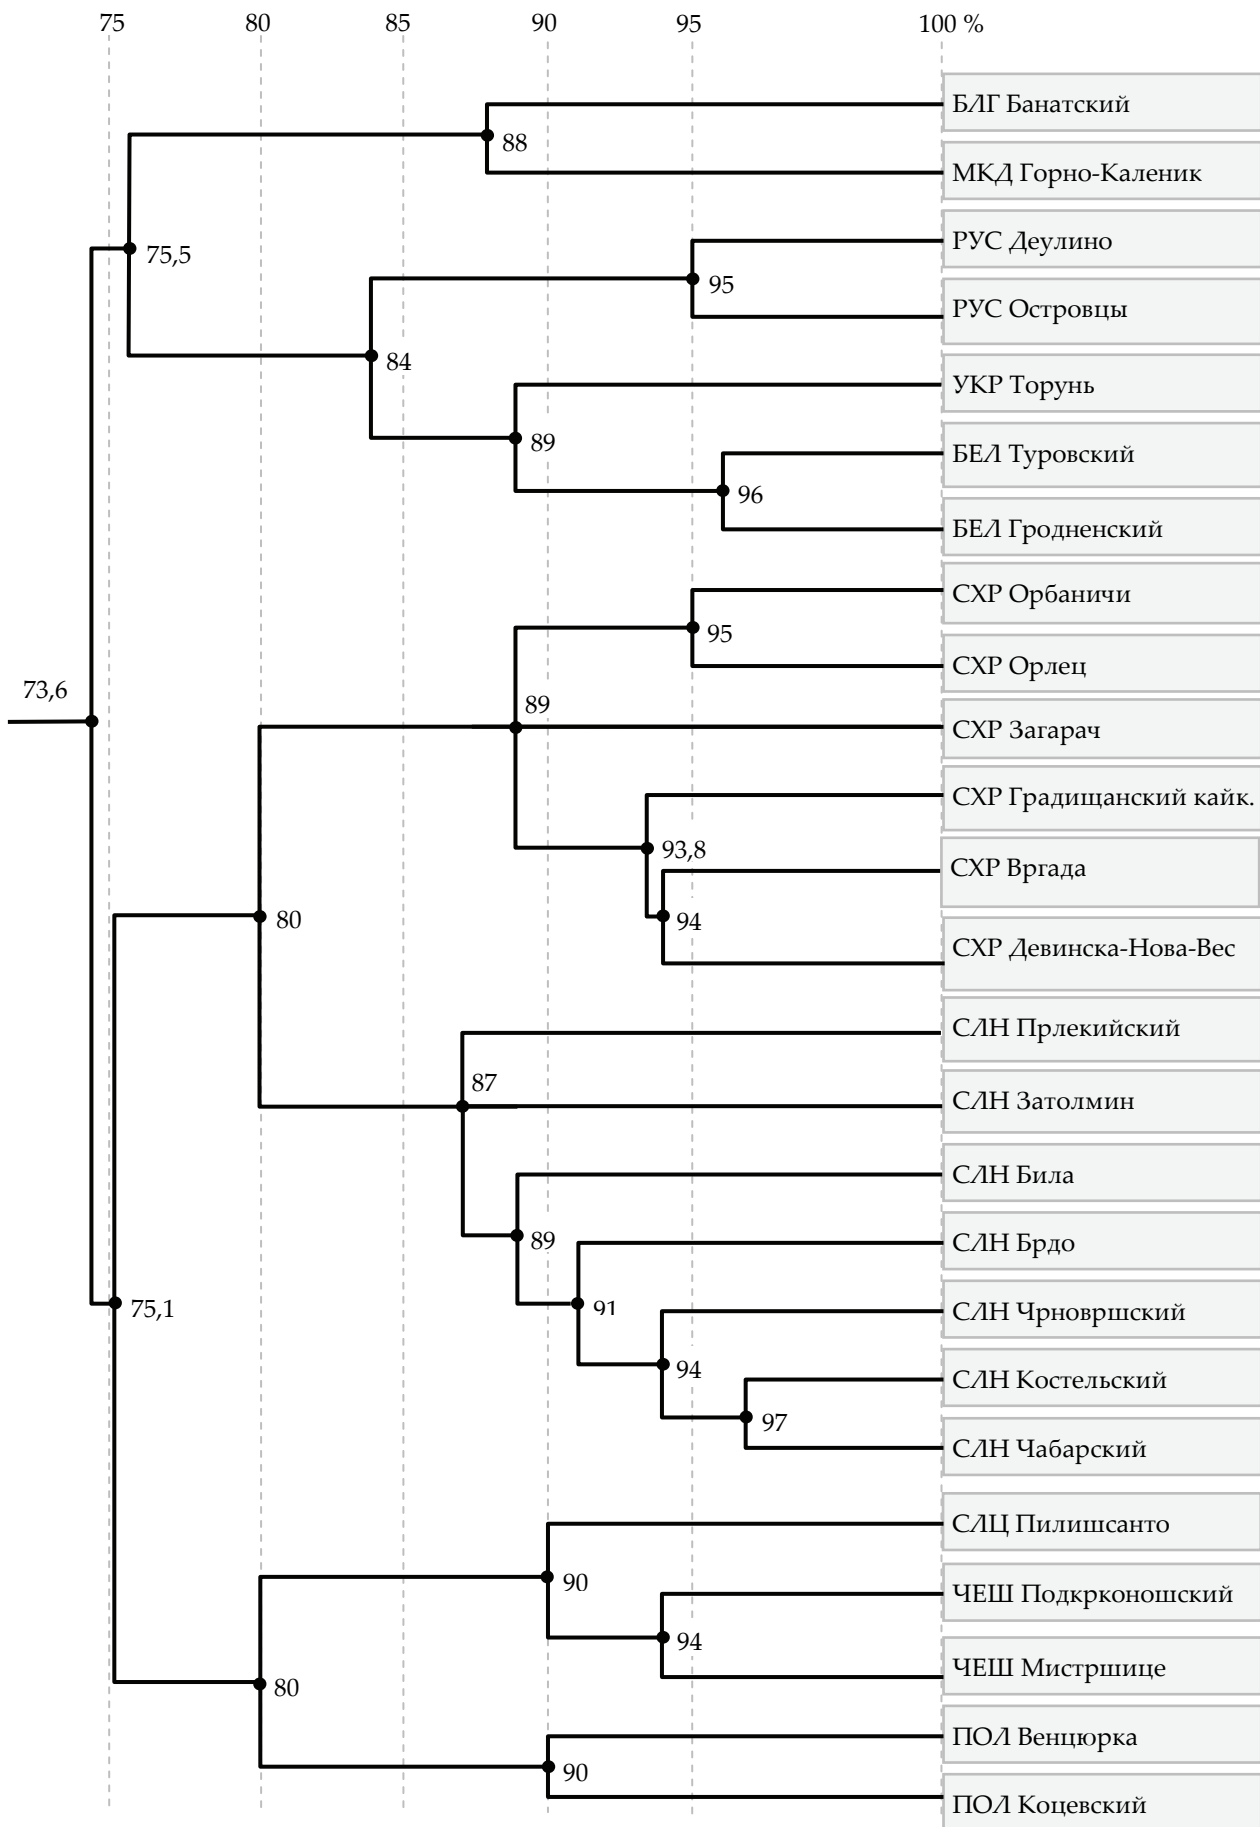 75 80 85 90 95 100 %
БЛГ Банатский
88
МКД Горно-Каленик
РУС Деулино
75,5
95
РУС Островцы
84
УКР Торунь
89
БЕЛ Туровский
96
БЕЛ Гродненский
СХР Орбаничи
95
СХР Орлец
73,6
89
СХР Загарач
СХР Градищанский кайк.
93,8
СХР Вргада
80
94
СХР Девинска-Нова-Вес
СЛН Прлекийский
87
СЛН Затолмин
СЛН Била
89
СЛН Брдо
75,1
91
СЛН Чрновршский
94
СЛН Костельский
97
СЛН Чабарский
СЛЦ Пилишсанто
90
ЧЕШ Подкрконошский
94
ЧЕШ Мистршице
80
ПОЛ Венцюрка
90
ПОЛ Коцевский